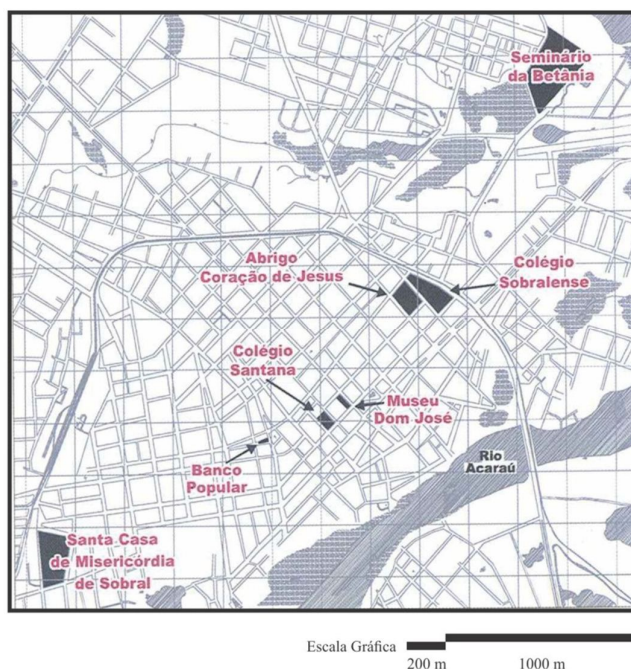 Seminário
da Betânia
Abrigo
Coração de Jesus
Colégio
Sobralense
Colégio
Santana
Museu
Dom José
Banco
Popular
Rio
Acaraú
Santa Casa
de Misericórdia
de Sobral
Escala Gráfica
200 m 1000 m